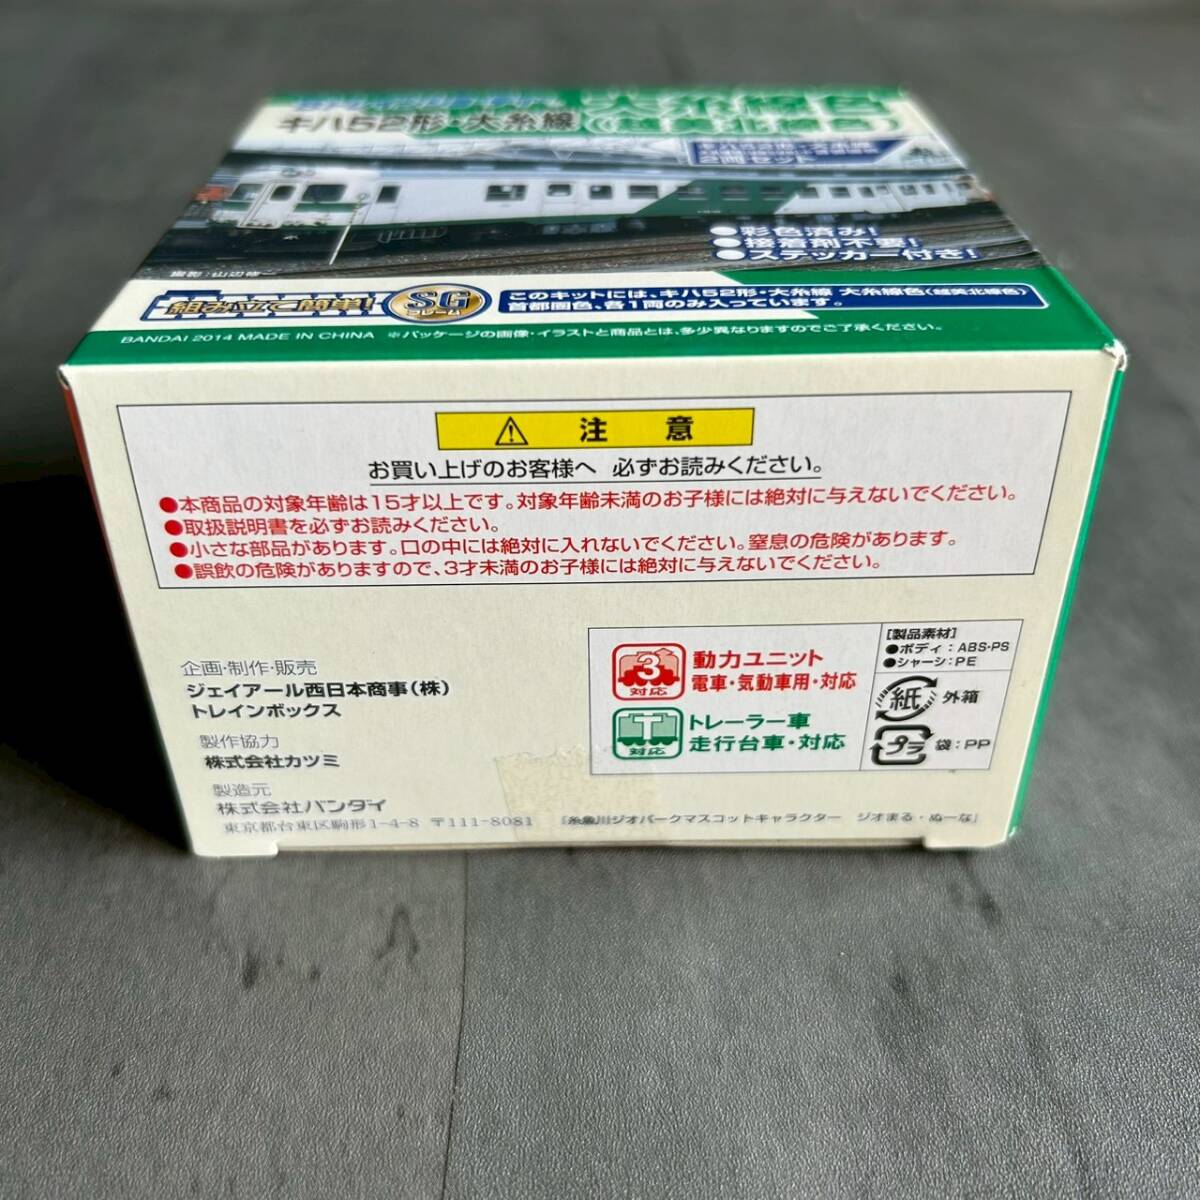 大糸線色
キハ52形・大糸線 (越美北線色)
2両セット
●彩色済み!
●接着剤不要!
●ステッカー付き!
撮影:山辺
組み立て簡単!
SG
フレーム
このキットには、キハ52形・大糸線 大糸線色(越美北線色)
首都圏色、各1両のみ入っています。
BANDAI 2014 MADE IN CHINA ※パッケージの画像・イラストと商品とは、多少異なりますのでご了承ください。
注 意
お買い上げのお客様へ 必ずお読みください。
●本商品の対象年齢は15才以上です。対象年齢未満のお子様には絶対に与えないでください。
●取扱説明書を必ずお読みください。
●小さな部品があります。口の中には絶対に入れないでください。窒息の危険があります。
●誤飲の危険がありますので、3才未満のお子様には絶対に与えないでください。
企画・制作・販売
ジェイアール西日本商事(株)
トレインボックス
製作協力
株式会社カツミ
製造元
株式会社バンダイ
東京都台東区駒形1-4-8 〒111-8081
3
対応
動力ユニット
電車・気動車用・対応
T
対応
トレーラー車
走行台車・対応
[製品素材]
●ボディ:ABS・PS
●シャーシ:PE
紙 外箱
プラ 袋:PP
「糸魚川ジオパークマスコットキャラクター ジオまる・ぬーな」